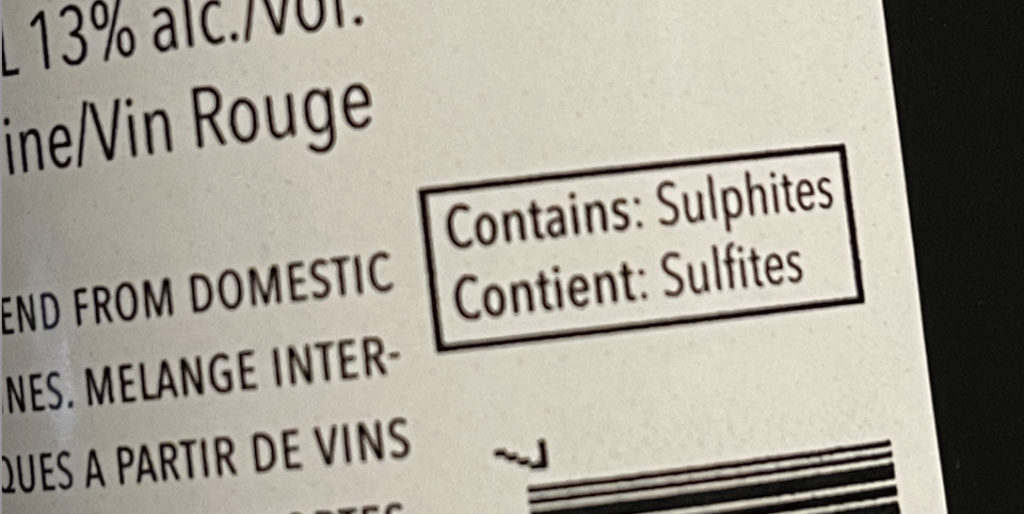 13% alc./vol.
ine/Vin Rouge
Contains: Sulphites
Contient: Sulfites
END FROM DOMESTIC
NES. MELANGE INTER-
QUES A PARTIR DE VINS